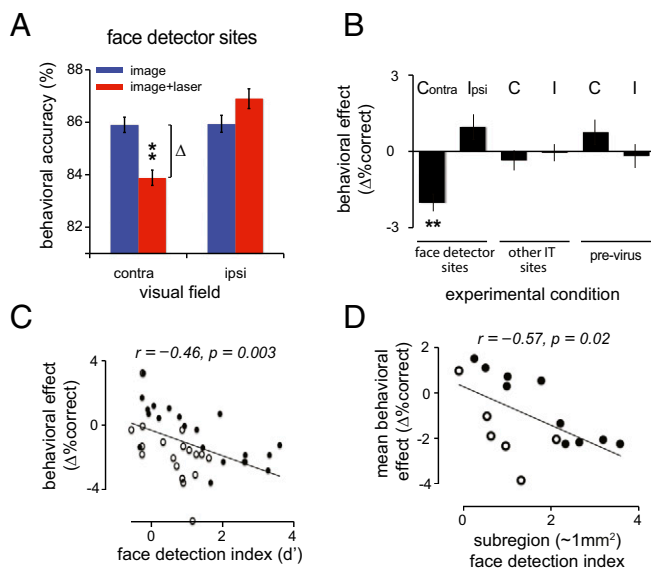 A
face detector sites
image
image+laser
behavioral accuracy (%)
88
86
84
82
**
Δ
contra
ipsi
visual field
B
behavioral effect
(Δ%correct)
3
0
-3
Contra Ipsi C I C I
**
face detector
sites
other IT
sites
pre-virus
experimental condition
C
r = −0.46, p = 0.003
behavioral effect
(Δ%correct)
4
0
-4
0 2 4
face detection index (d')
D
r = −0.57, p = 0.02
mean behavioral
effect (Δ%correct)
2
0
-2
-4
0 2 4
subregion (~1mm²)
face detection index